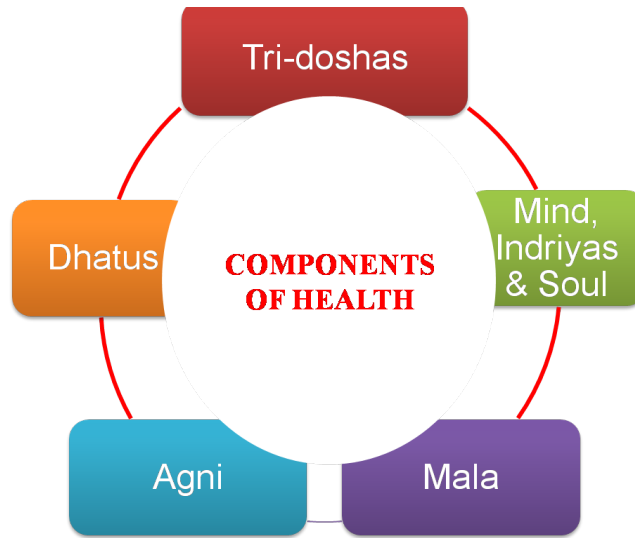 Tri-doshas
Mind,
Indriyas
& Soul
Dhatus
COMPONENTS
OF HEALTH
Agni
Mala